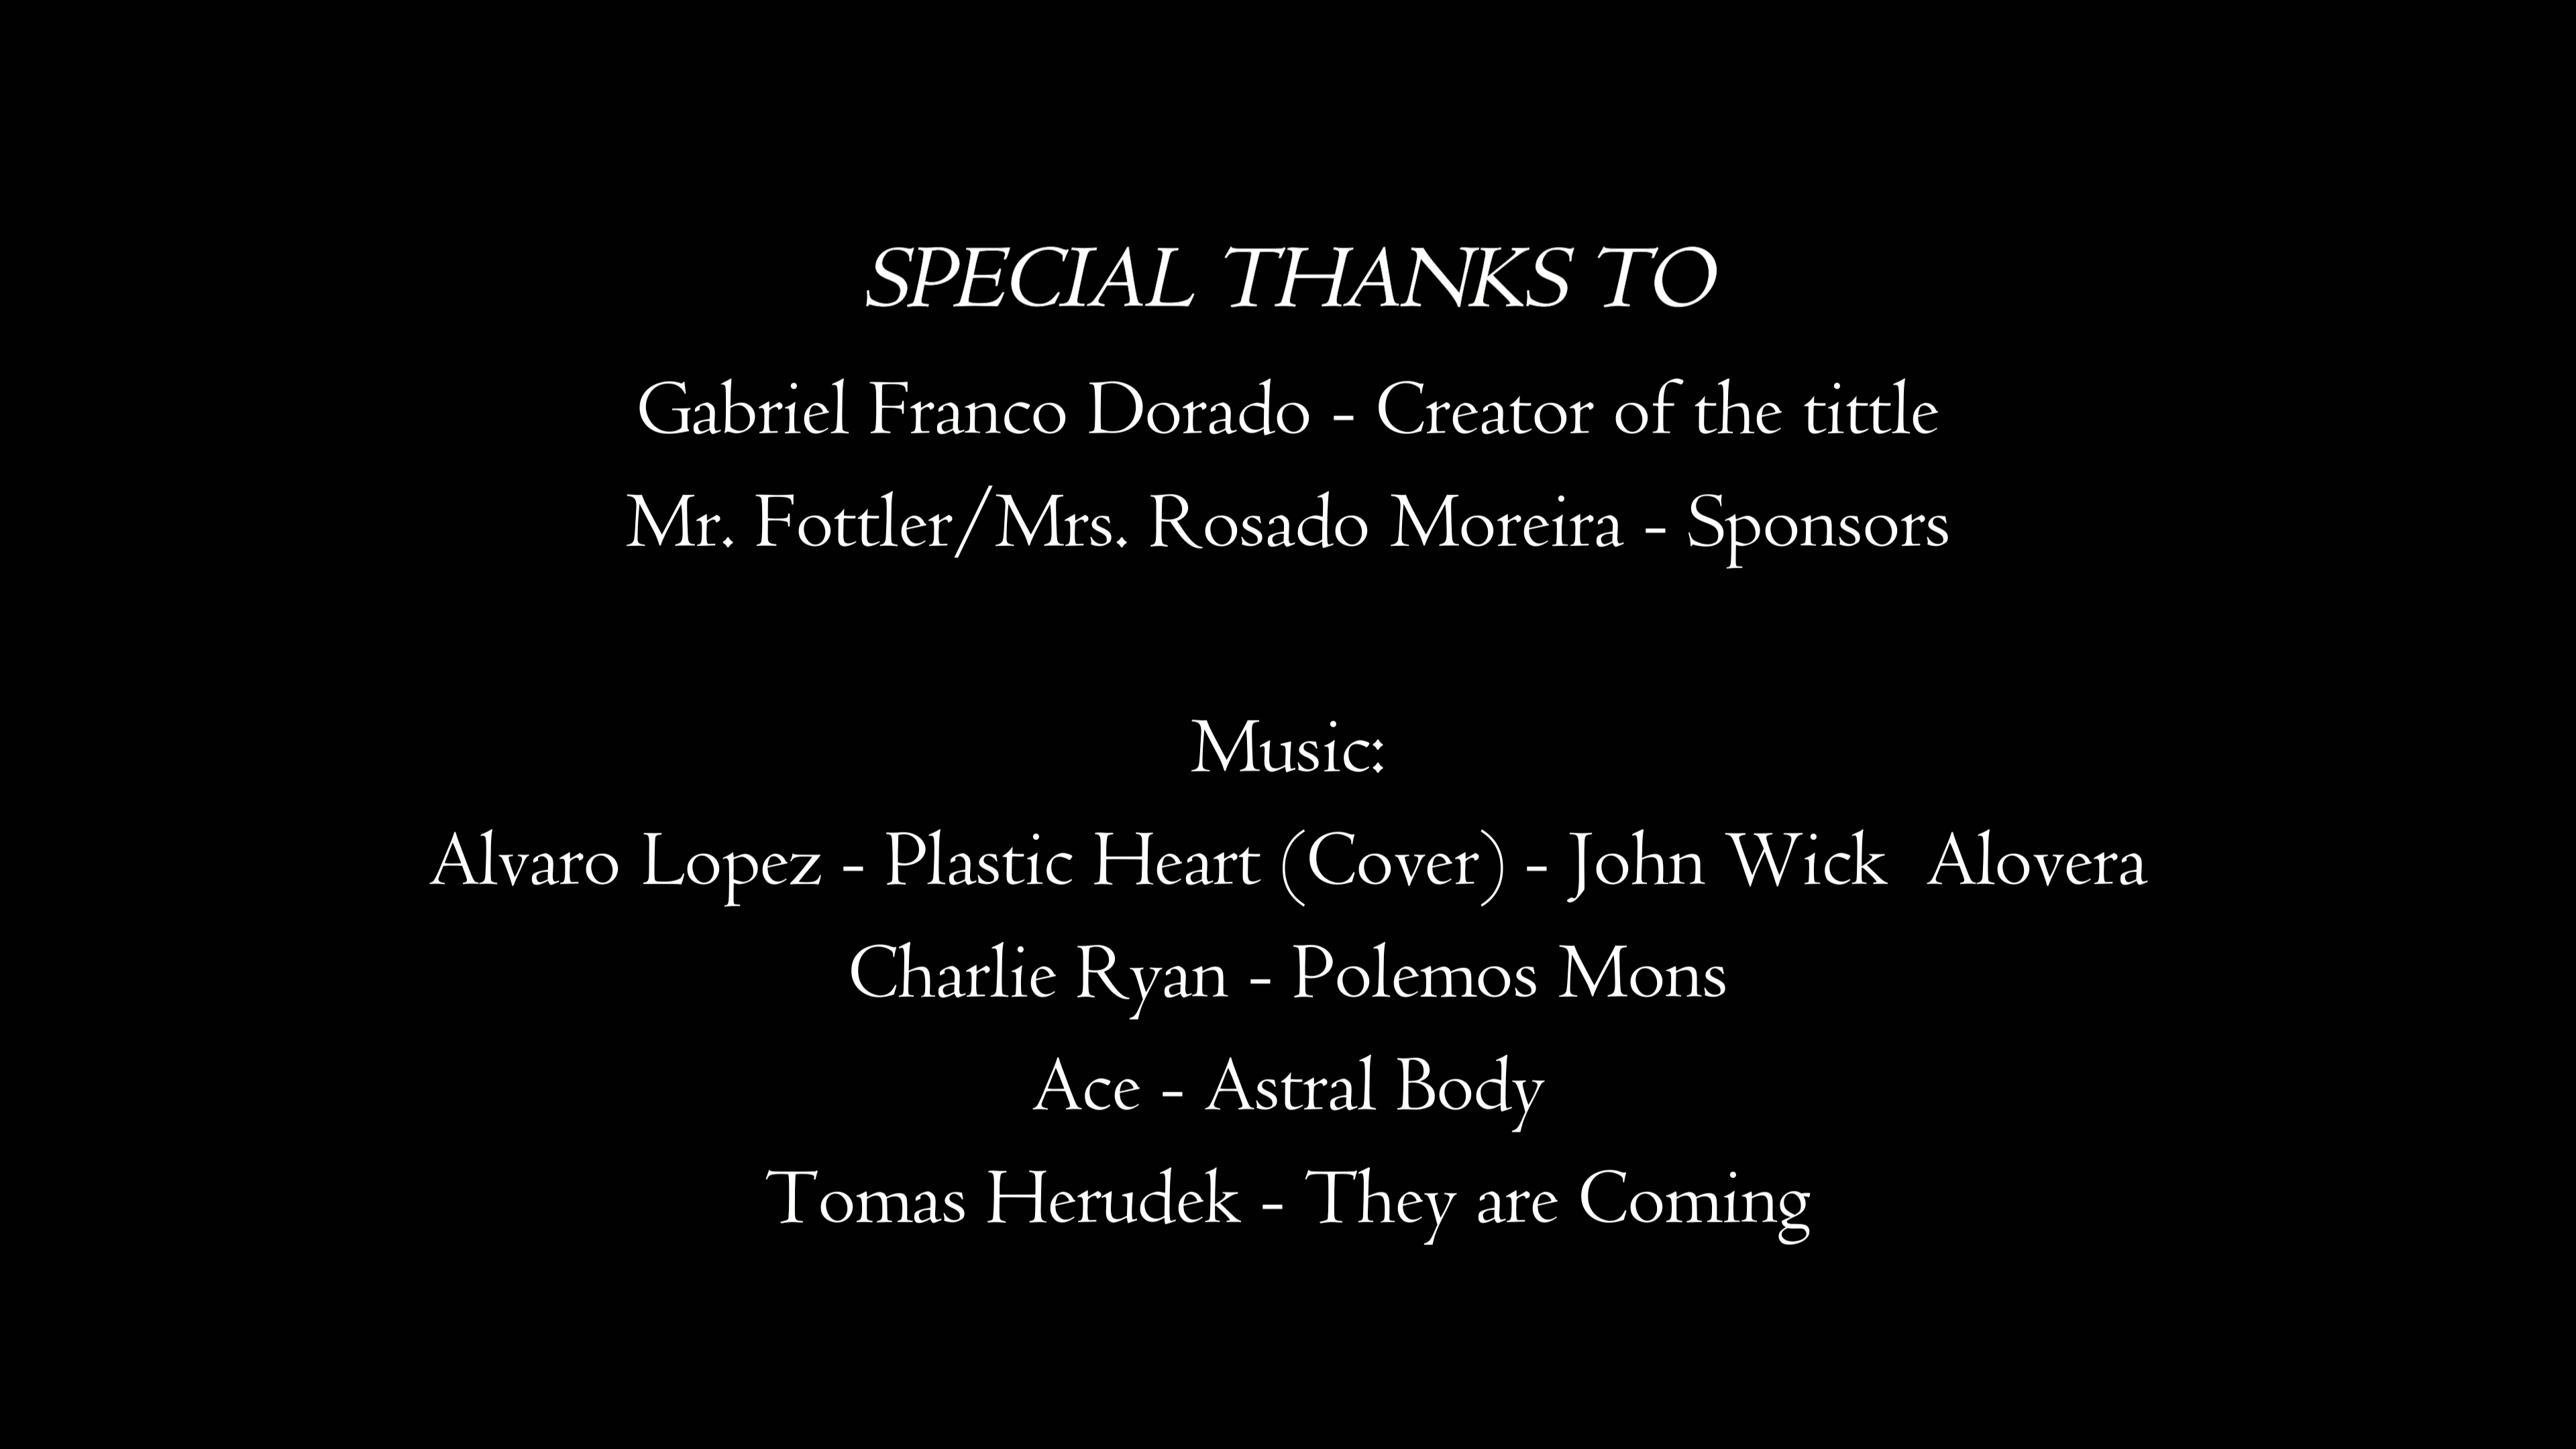 SPECIAL THANKS TO
Gabriel Franco Dorado - Creator of the tittle
Mr. Fottler/Mrs. Rosado Moreira - Sponsors
Music:
Alvaro Lopez - Plastic Heart (Cover) - John Wick  Alovera
Charlie Ryan - Polemos Mons
Ace - Astral Body
Tomas Herudek - They are Coming